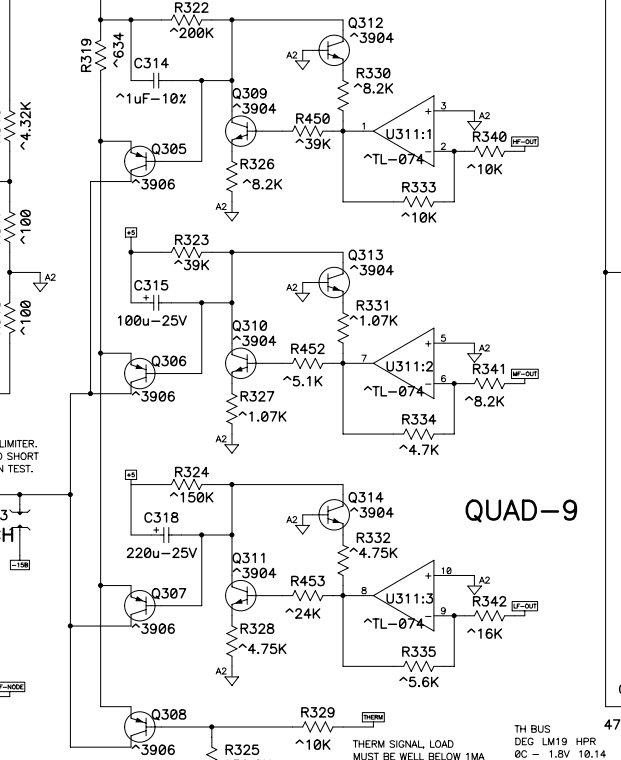 R322
^200K
R319
^634
C314
^1uF-10%
Q309
^3904
A2
Q312
^3904
R330
^8.2K
R450
^39K
1
U311:1
^TL-074
3
A2
2
R340
^10K
HF-OUT
^4.32K
Q305
^3906
R326
^8.2K
A2
R333
^10K
^100
A2
^100
+5
R323
^39K
C315
+
100u-25V
Q310
^3904
A2
Q313
^3904
R331
^1.07K
R452
^5.1K
7
U311:2
^TL-074
5
A2
6
R341
^8.2K
MF-OUT
Q306
^3906
R327
^1.07K
A2
R334
^4.7K
LIMITER.
SHORT
TEST.
+5
R324
^150K
C318
+
220u-25V
Q311
^3904
A2
Q314
^3904
R332
^4.75K
QUAD-9
R453
^24K
8
U311:3
^TL-074
10
A2
9
R342
^16K
LF-OUT
3
CH
-15B
Q307
^3906
R328
^4.75K
A2
R335
^5.6K
F-NODE
Q308
^3906
R329
^10K
THERM
R325
THERM SIGNAL, LOAD
MUST BE WELL BELOW 1MA
TH BUS
DEG LM19 HPR
0C - 1.8V 10.14
47